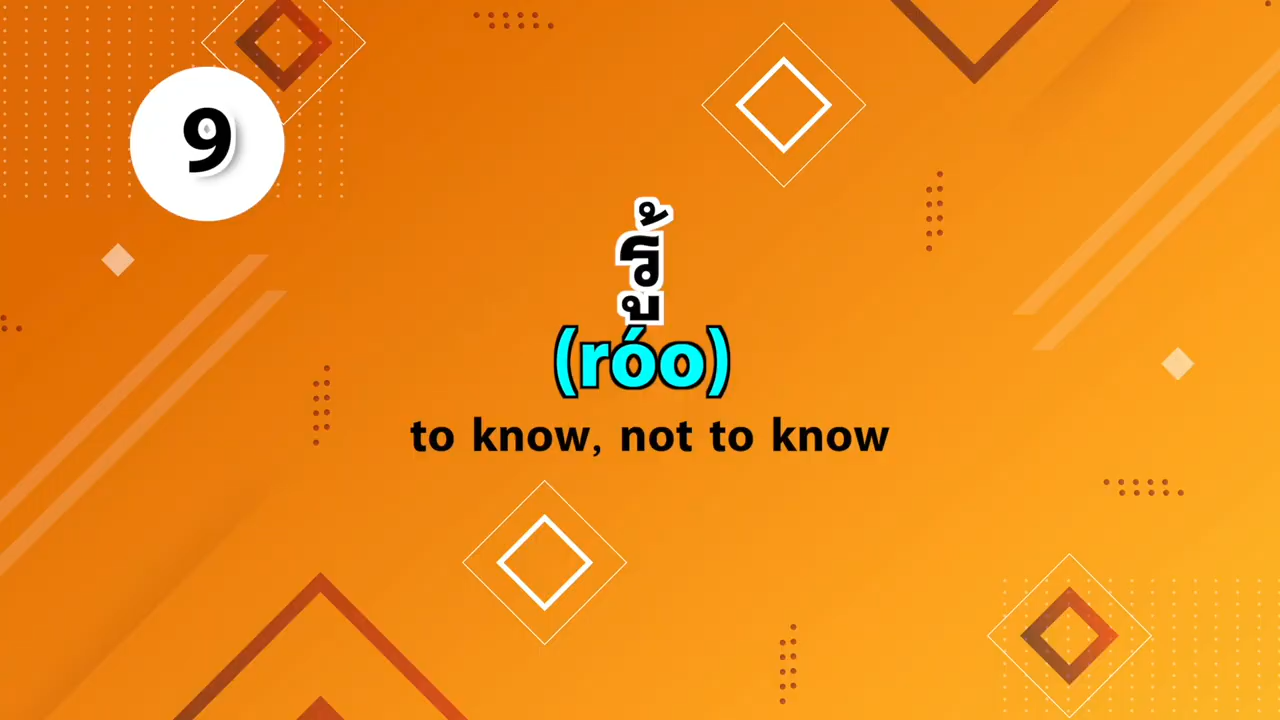 9
รู้
(róo)
to know, not to know